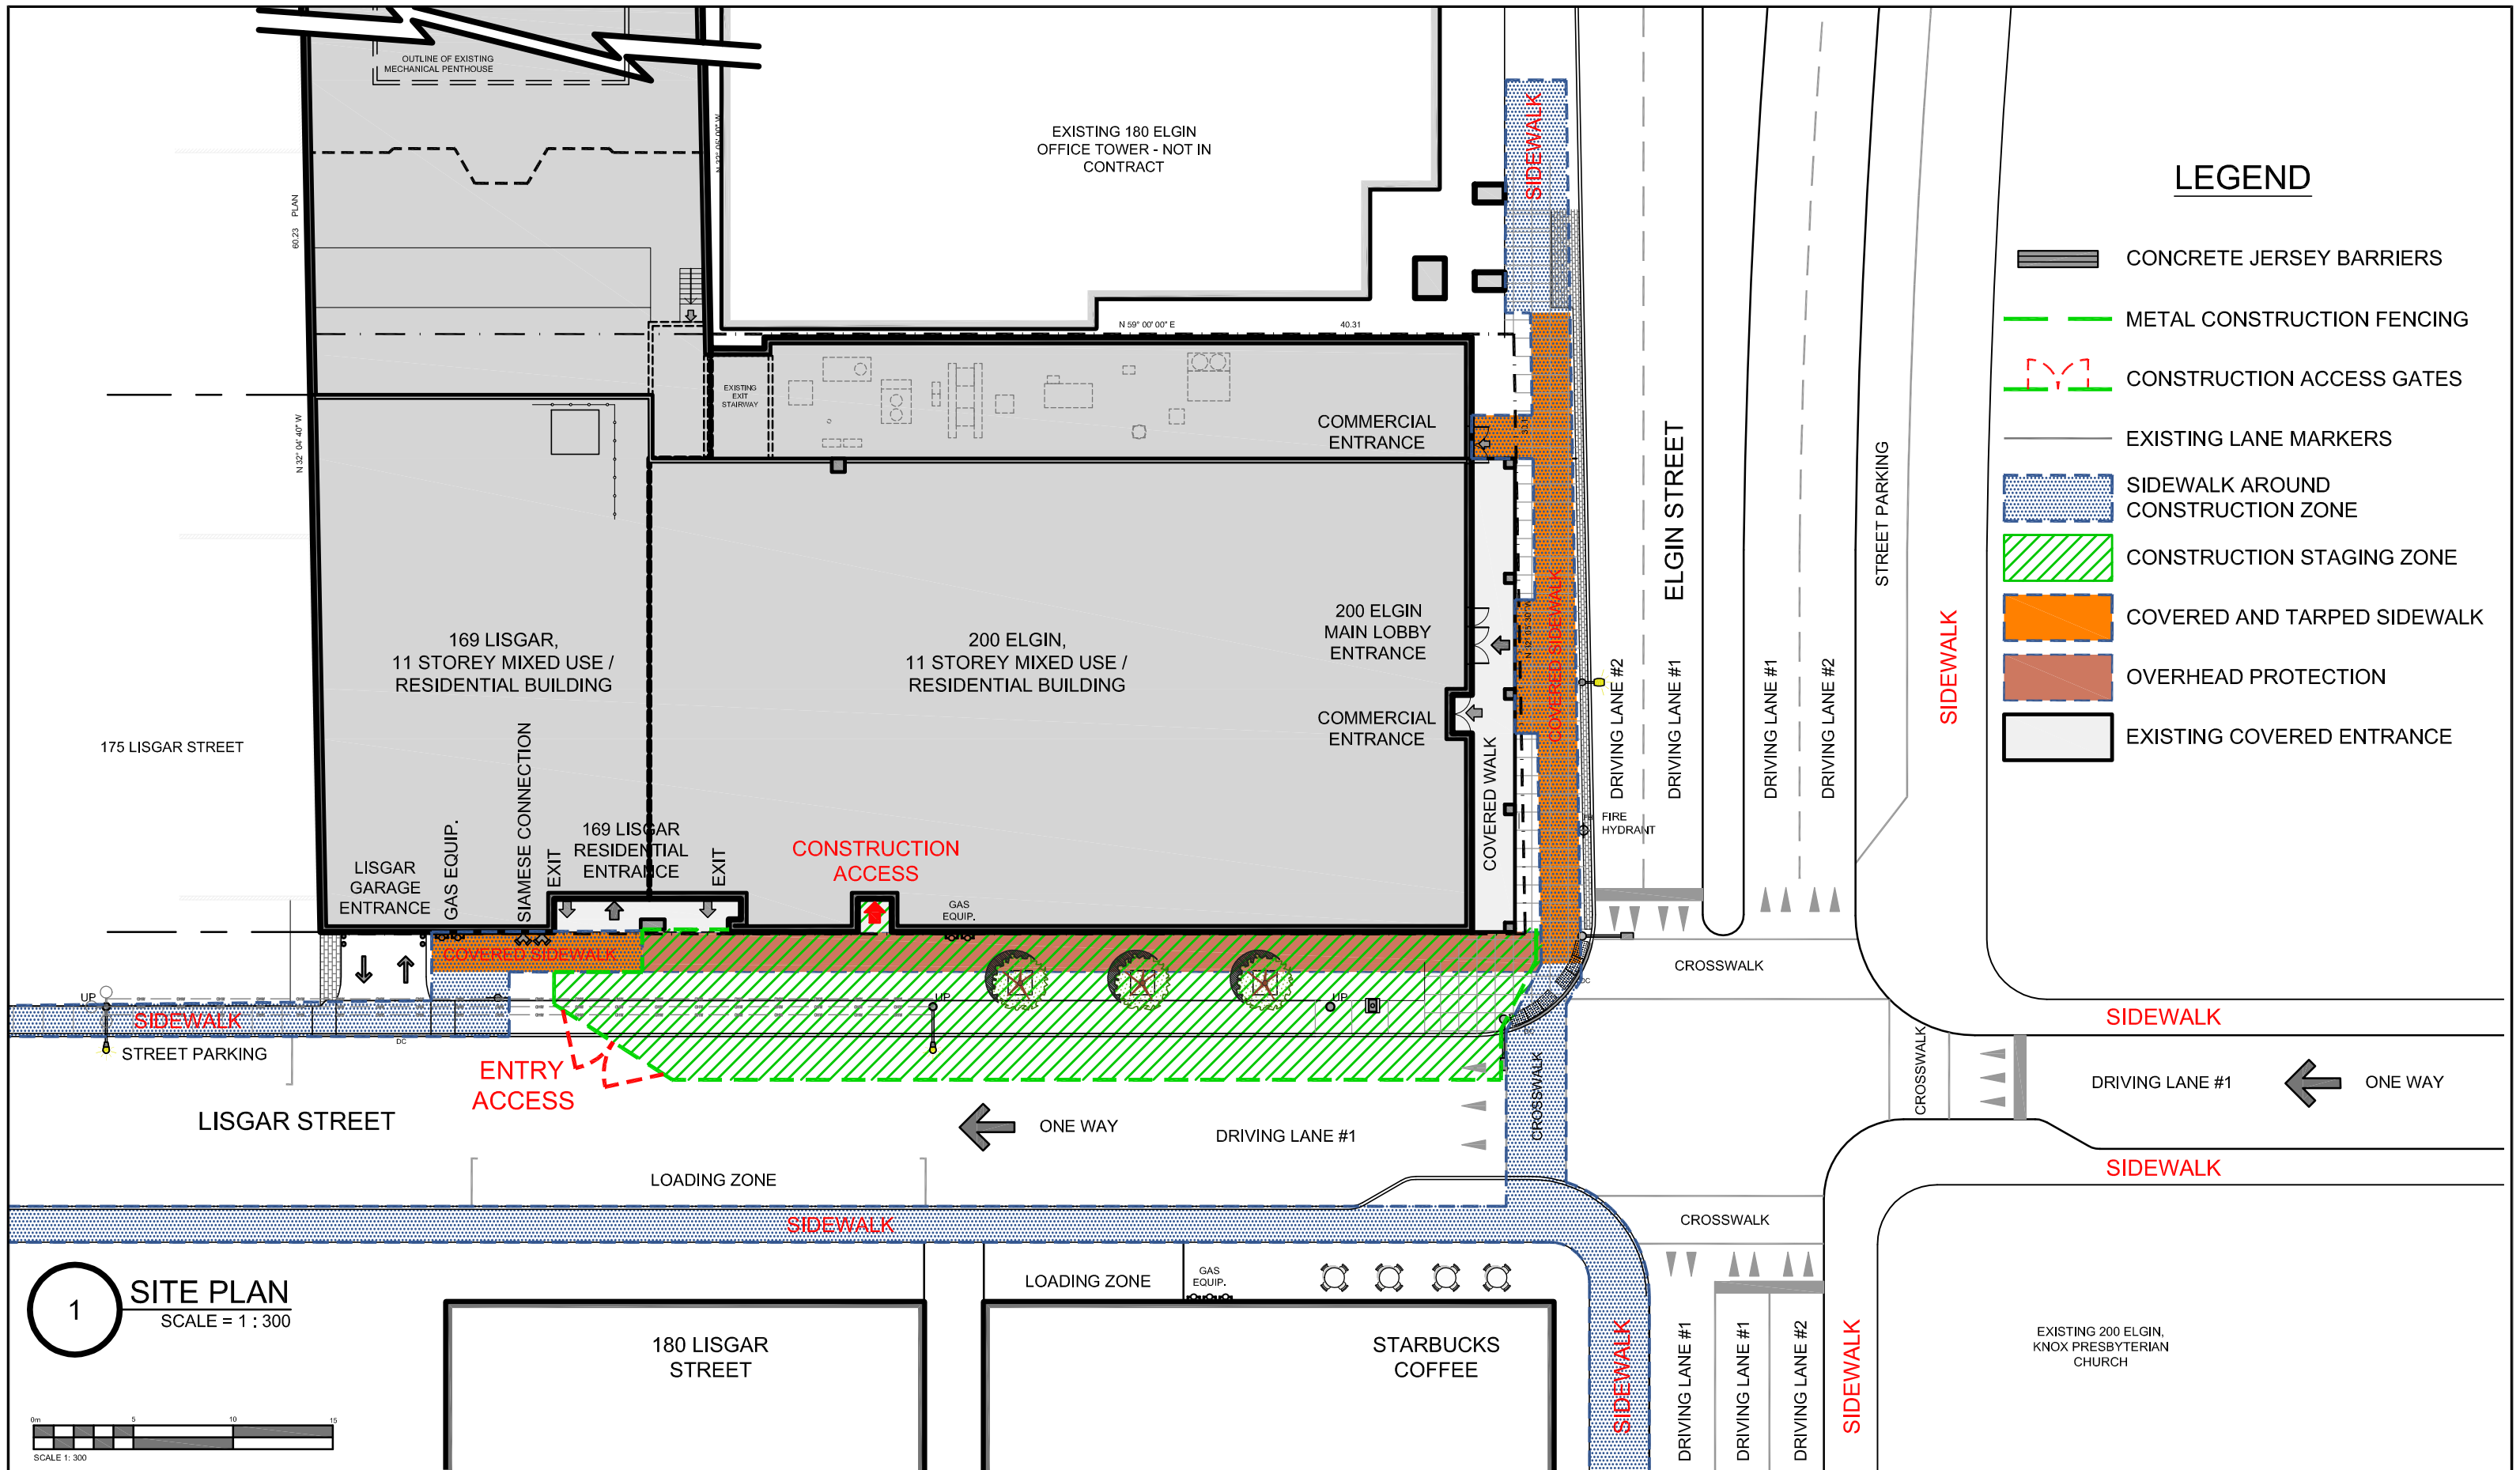 OUTLINE OF EXISTING
MECHANICAL PENTHOUSE
EXISTING 180 ELGIN
OFFICE TOWER - NOT IN
CONTRACT
SIDEWALK
60.23 PLAN
N 32° 04' 40" W
N 59° 00' 00" E
40.31
EXISTING
EXIT
STAIRWAY
COMMERCIAL
ENTRANCE
ELGIN STREET
STREET PARKING
SIDEWALK
LEGEND
CONCRETE JERSEY BARRIERS
METAL CONSTRUCTION FENCING
CONSTRUCTION ACCESS GATES
EXISTING LANE MARKERS
SIDEWALK AROUND
CONSTRUCTION ZONE
CONSTRUCTION STAGING ZONE
COVERED AND TARPED SIDEWALK
OVERHEAD PROTECTION
EXISTING COVERED ENTRANCE
169 LISGAR,
11 STOREY MIXED USE /
RESIDENTIAL BUILDING
200 ELGIN,
11 STOREY MIXED USE /
RESIDENTIAL BUILDING
200 ELGIN
MAIN LOBBY
ENTRANCE
COMMERCIAL
ENTRANCE
COVERED SIDEWALK
COVERED WALK
DRIVING LANE #2
DRIVING LANE #1
DRIVING LANE #1
DRIVING LANE #2
FIRE
HYDRANT
175 LISGAR STREET
LISGAR
GARAGE
ENTRANCE
GAS EQUIP.
SIAMESE CONNECTION
EXIT
169 LISGAR
RESIDENTIAL
ENTRANCE
EXIT
CONSTRUCTION
ACCESS
GAS
EQUIP.
COVERED SIDEWALK
CROSSWALK
DC
UP
UP
UP
SIDEWALK
STREET PARKING
DC
ENTRY
ACCESS
LISGAR STREET
ONE WAY
DRIVING LANE #1
CROSSWALK
CROSSWALK
SIDEWALK
DRIVING LANE #1
ONE WAY
SIDEWALK
LOADING ZONE
SIDEWALK
CROSSWALK
LOADING ZONE
GAS
EQUIP.
1
SITE PLAN
SCALE = 1 : 300
180 LISGAR
STREET
STARBUCKS
COFFEE
SIDEWALK
DRIVING LANE #1
DRIVING LANE #1
DRIVING LANE #2
SIDEWALK
EXISTING 200 ELGIN,
KNOX PRESBYTERIAN
CHURCH
0m
5
10
15
SCALE 1: 300